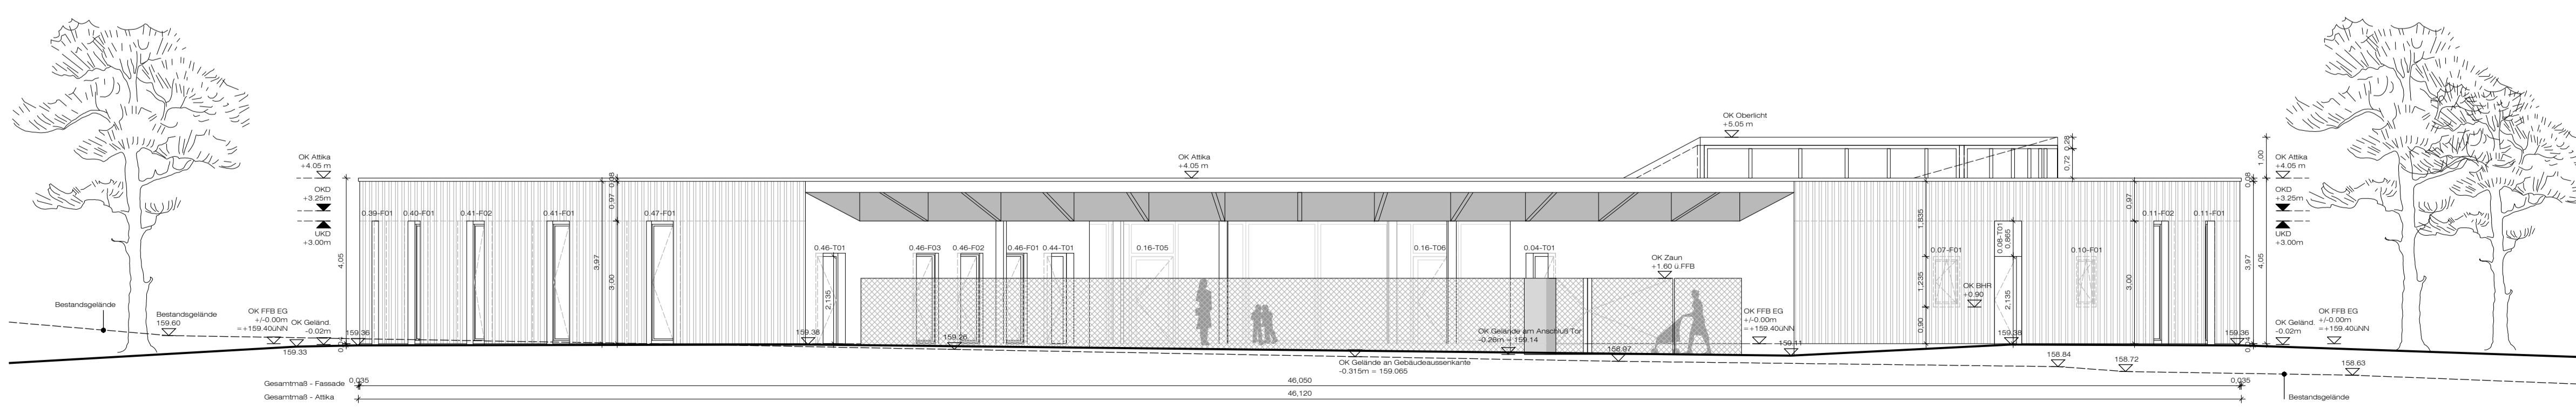 OK Oberlicht
+5.05 m
0,28
0,72
1,00
OK Attika
+4.05 m
OKD
+3.25m
UKD
+3.00m
4,05
OK Attika
+4.05 m
OK Attika
+4.05 m
OKD
+3.25m
UKD
+3.00m
0,08
3,97
4,05
0,08
0,97
3,97
3,00
0.39-F01
0.40-F01
0.41-F02
0.41-F01
0.47-F01
0.46-T01
2,135
0.46-F03
0.46-F02
0.46-F01
0.44-T01
0.16-T05
0.16-T06
0.04-T01
OK Zaun
+1.60 ü.FFB
1,835
1,235
0,90
0.07-F01
OK BHR
+0.90
0.08-T01
0,865
2,135
0.10-F01
0,97
3,00
0.11-F02
0.11-F01
Bestandsgelände
Bestandsgelände
159.60
OK FFB EG
+/-0.00m
=+159.40üNN
OK Geländ.
-0.02m
159.33
159.36
159.38
159.26
OK Gelände am Anschluß Tor
-0.26m = 159.14
OK Gelände an Gebäudeaussenkante
-0.315m = 159.065
158.97
OK FFB EG
+/-0.00m
=+159.40üNN
159.11
159.38
159.36
OK Geländ.
-0.02m
OK FFB EG
+/-0.00m
=+159.40üNN
158.84
158.72
158.63
Bestandsgelände
Gesamtmaß - Fassade
0,035
46,050
0,035
Gesamtmaß - Attika
46,120